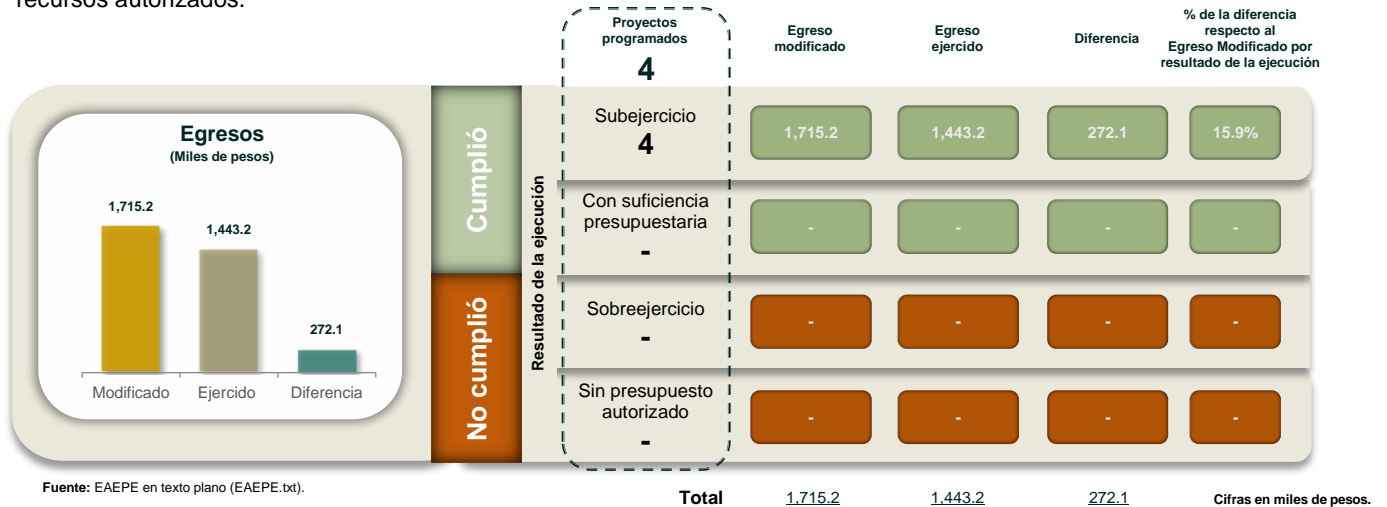 recursos autorizados.
Proyectos
programados
4
Egreso
modificado
Egreso
ejercido
Diferencia
% de la diferencia
respecto al
Egreso Modificado por
resultado de la ejecución
Egresos
(Miles de pesos)
1,715.2
1,443.2
272.1
Modificado
Ejercido
Diferencia
Cumplió
No cumplió
Resultado de la ejecución
Subejercicio
4
1,715.2
1,443.2
272.1
15.9%
Con suficiencia
presupuestaria
-
-
-
-
-
Sobreejercicio
-
-
-
-
-
Sin presupuesto
autorizado
-
-
-
-
-
Fuente: EAEPE en texto plano (EAEPE.txt).
Total
1,715.2
1,443.2
272.1
Cifras en miles de pesos.